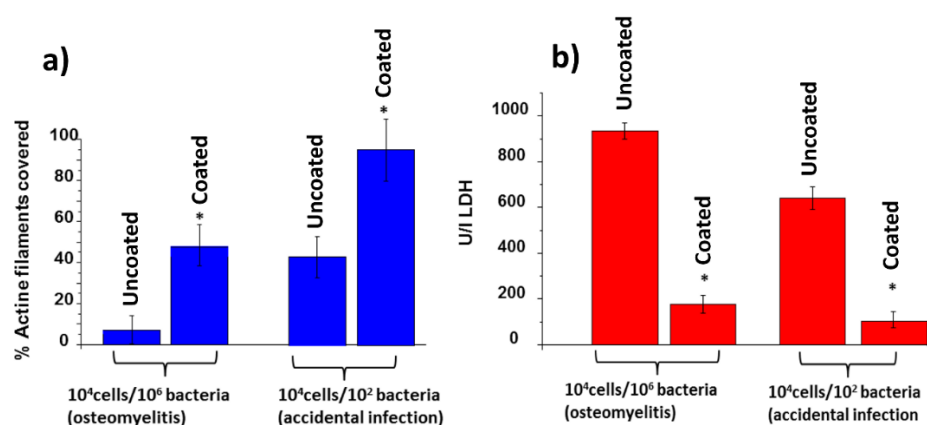 a)
% Actine filaments covered
100
80
60
40
20
0
Uncoated
* Coated
Uncoated
* Coated
10⁴cells/10⁶ bacteria
(osteomyelitis)
10⁴cells/10² bacteria
(accidental infection)
b)
U/l LDH
1000
800
600
400
200
0
Uncoated
* Coated
Uncoated
* Coated
10⁴cells/10⁶ bacteria
(osteomyelitis)
10⁴cells/10² bacteria
(accidental infection